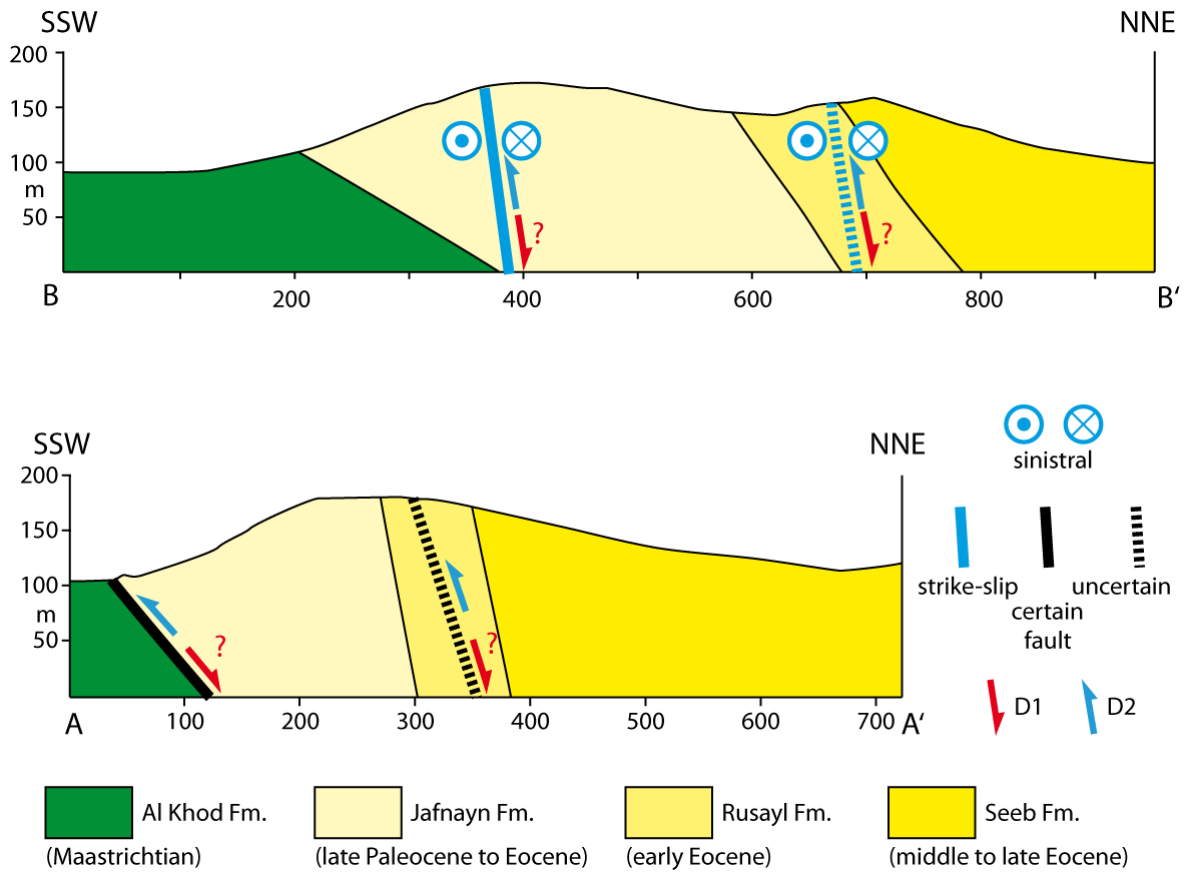 SSW NNE
200
150
100
m
50
B 200 400 600 800 B'
? ?
SSW NNE
200
150
100
m
50
A 100 200 300 400 500 600 700 A'
? ?
sinistral
strike-slip
certain
fault
uncertain
D1 D2
Al Khod Fm. Jafnayn Fm. Rusayl Fm. Seeb Fm.
(Maastrichtian) (late Paleocene to Eocene) (early Eocene) (middle to late Eocene)